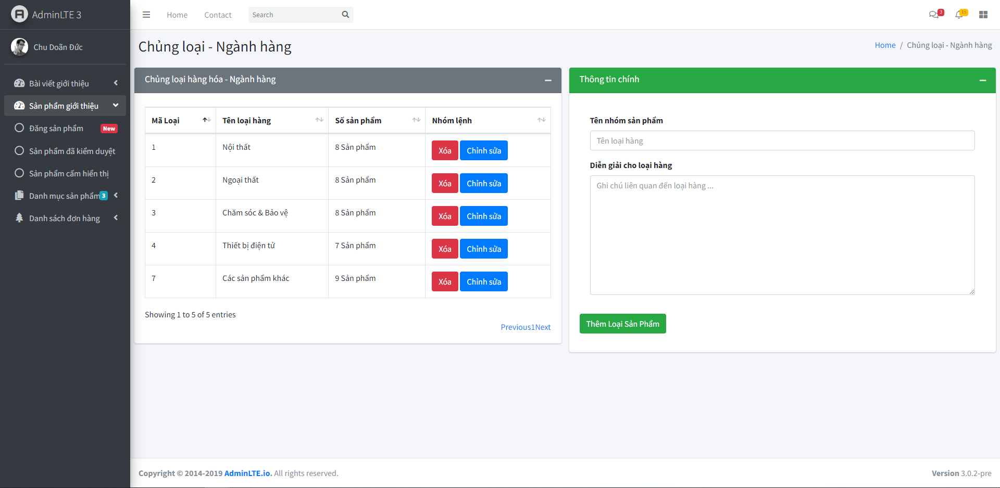 AdminLTE 3
Chu Doãn Đức
Bài viết giới thiệu
Sản phẩm giới thiệu
Đăng sản phẩm New
Sản phẩm đã kiểm duyệt
Sản phẩm cấm hiển thị
Danh mục sản phẩm 3
Danh sách đơn hàng
Home Contact Search 3 15
Chủng loại - Ngành hàng
Home / Chủng loại - Ngành hàng
Chủng loại hàng hóa - Ngành hàng
Mã Loại Tên loại hàng Số sản phẩm Nhóm lệnh
1 Nội thất 8 Sản phẩm Xóa Chỉnh sửa
2 Ngoại thất 8 Sản phẩm Xóa Chỉnh sửa
3 Chăm sóc & Bảo vệ 8 Sản phẩm Xóa Chỉnh sửa
4 Thiết bị điện tử 7 Sản phẩm Xóa Chỉnh sửa
7 Các sản phẩm khác 9 Sản phẩm Xóa Chỉnh sửa
Showing 1 to 5 of 5 entries
Previous1Next
Thông tin chính
Tên nhóm sản phẩm
Tên loại hàng
Diễn giải cho loại hàng
Ghi chú liên quan đến loại hàng ...
Thêm Loại Sản Phẩm
Copyright © 2014-2019 AdminLTE.io. All rights reserved.
Version 3.0.2-pre